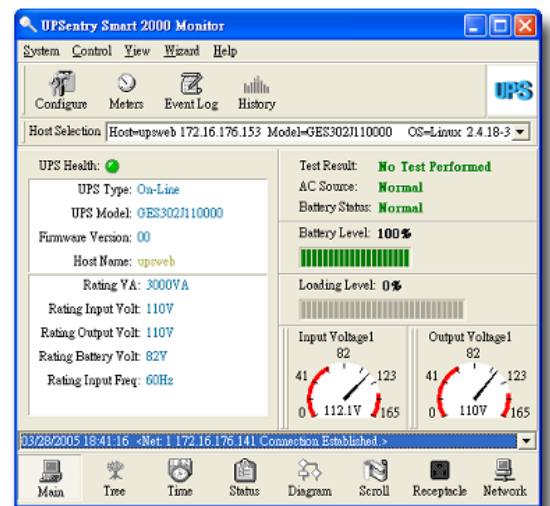 UPSentry Smart 2000 Monitor
System Control View Wizard Help
Configure Meters Event Log History
UPS
Host Selection Host=upsweb 172.16.176.153 Model=GES302J110000 OS=Linux 2.4.18-3
UPS Health:
UPS Type: On-Line
UPS Model: GES302J110000
Firmware Version: 00
Host Name: upsweb
Rating VA: 3000VA
Rating Input Volt: 110V
Rating Output Volt: 110V
Rating Battery Volt: 82V
Rating Input Freq: 60Hz
Test Result: No Test Performed
AC Source: Normal
Battery Status: Normal
Battery Level: 100%
Loading Level: 0%
Input Voltage1
82
41 123
0 112.1V 165
Output Voltage1
82
41 123
0 110V 165
03/28/2005 18:41:16 <Net: 1 172.16.176.141 Connection Established.>
Main Tree Time Status Diagram Scroll Receptacle Network